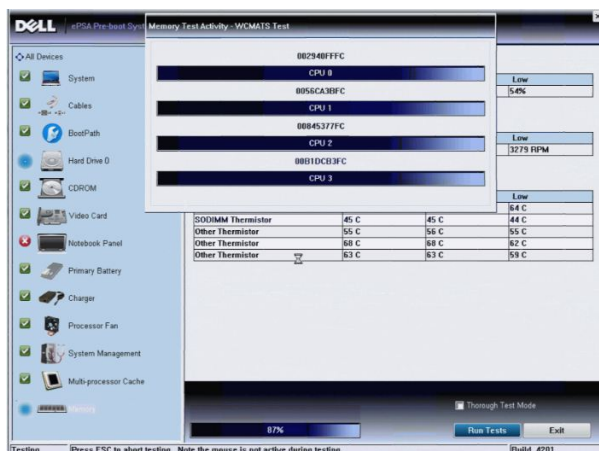 DELL
ePSA Pre-boot Syst
Memory Test Activity - WCMATS Test
All Devices
002940FFFC
CPU 0
System
Low
54%
0056CA3BFC
CPU 1
Cables
00845377FC
CPU 2
BootPath
Low
3279 RPM
00B1DCB3FC
CPU 3
Hard Drive 0
CDROM
Low
64 C
Video Card
SODIMM Thermistor 45 C 45 C 44 C
Other Thermistor 55 C 56 C 55 C
Notebook Panel
Other Thermistor 68 C 68 C 62 C
Other Thermistor 63 C 63 C 59 C
Primary Battery
Charger
Processor Fan
System Management
Multi-processor Cache
Memory
Thorough Test Mode
87%
Run Tests
Exit
Testing
Press ESC to abort testing. Note the mouse is not active during testing
Build 4201